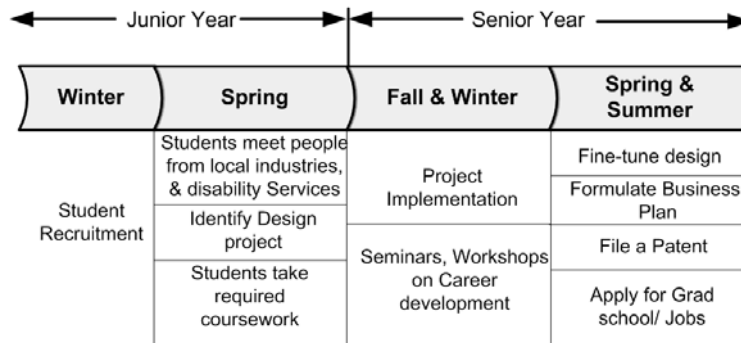 Junior Year
Senior Year
Winter
Spring
Fall & Winter
Spring &
Summer
Student
Recruitment
Students meet people
from local industries,
& disability Services
Identify Design
project
Students take
required
coursework
Project
Implementation
Seminars, Workshops
on Career
development
Fine-tune design
Formulate Business
Plan
File a Patent
Apply for Grad
school/ Jobs